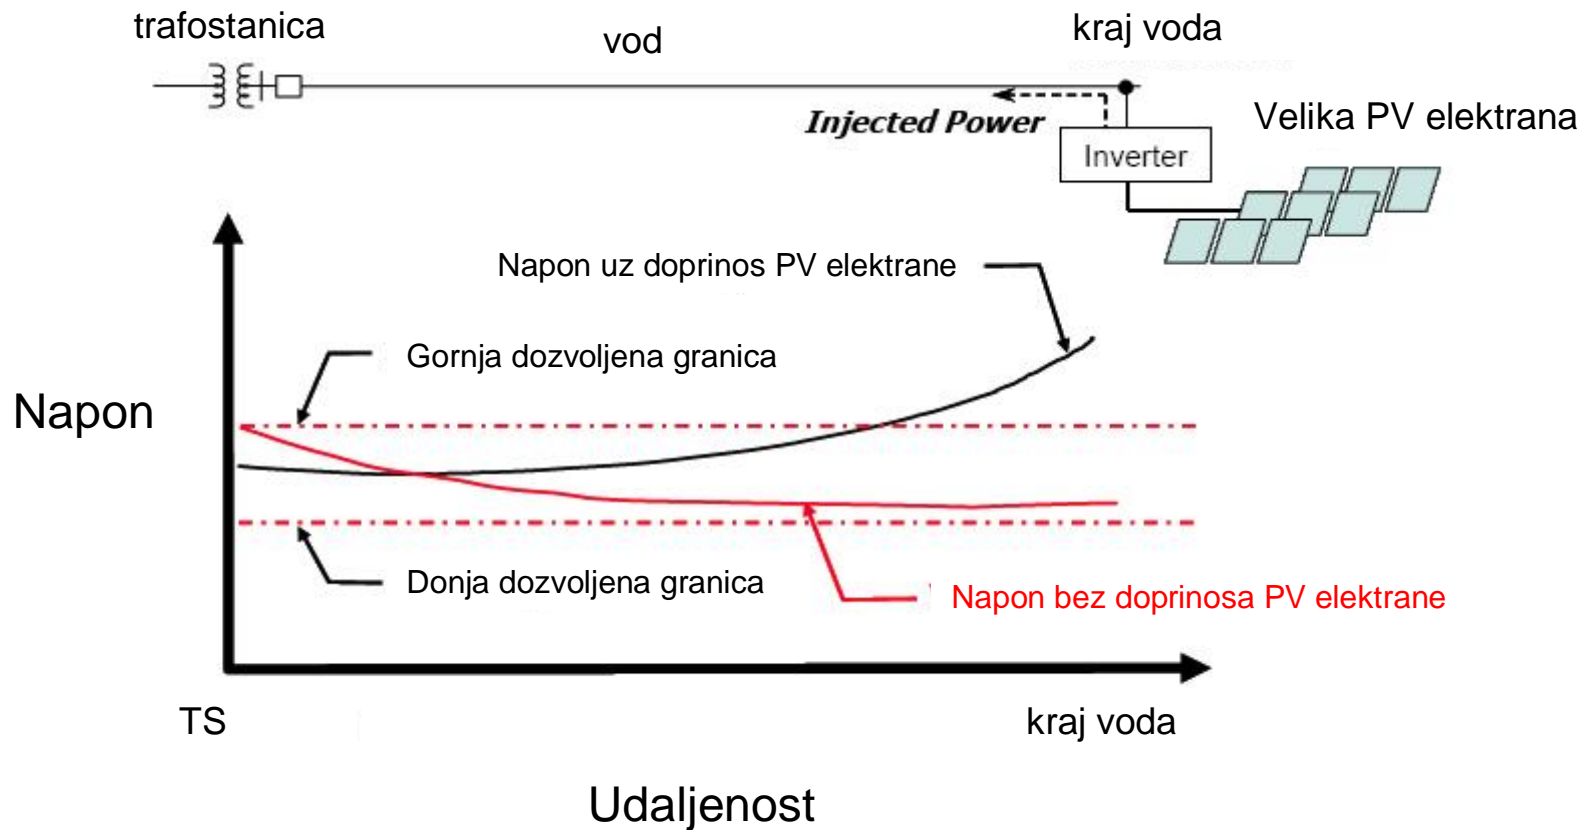 trafostanica
vod
kraj voda
Injected Power
Inverter
Velika PV elektrana
Napon uz doprinos PV elektrane
Gornja dozvoljena granica
Napon
Donja dozvoljena granica
Napon bez doprinosa PV elektrane
TS
kraj voda
Udaljenost